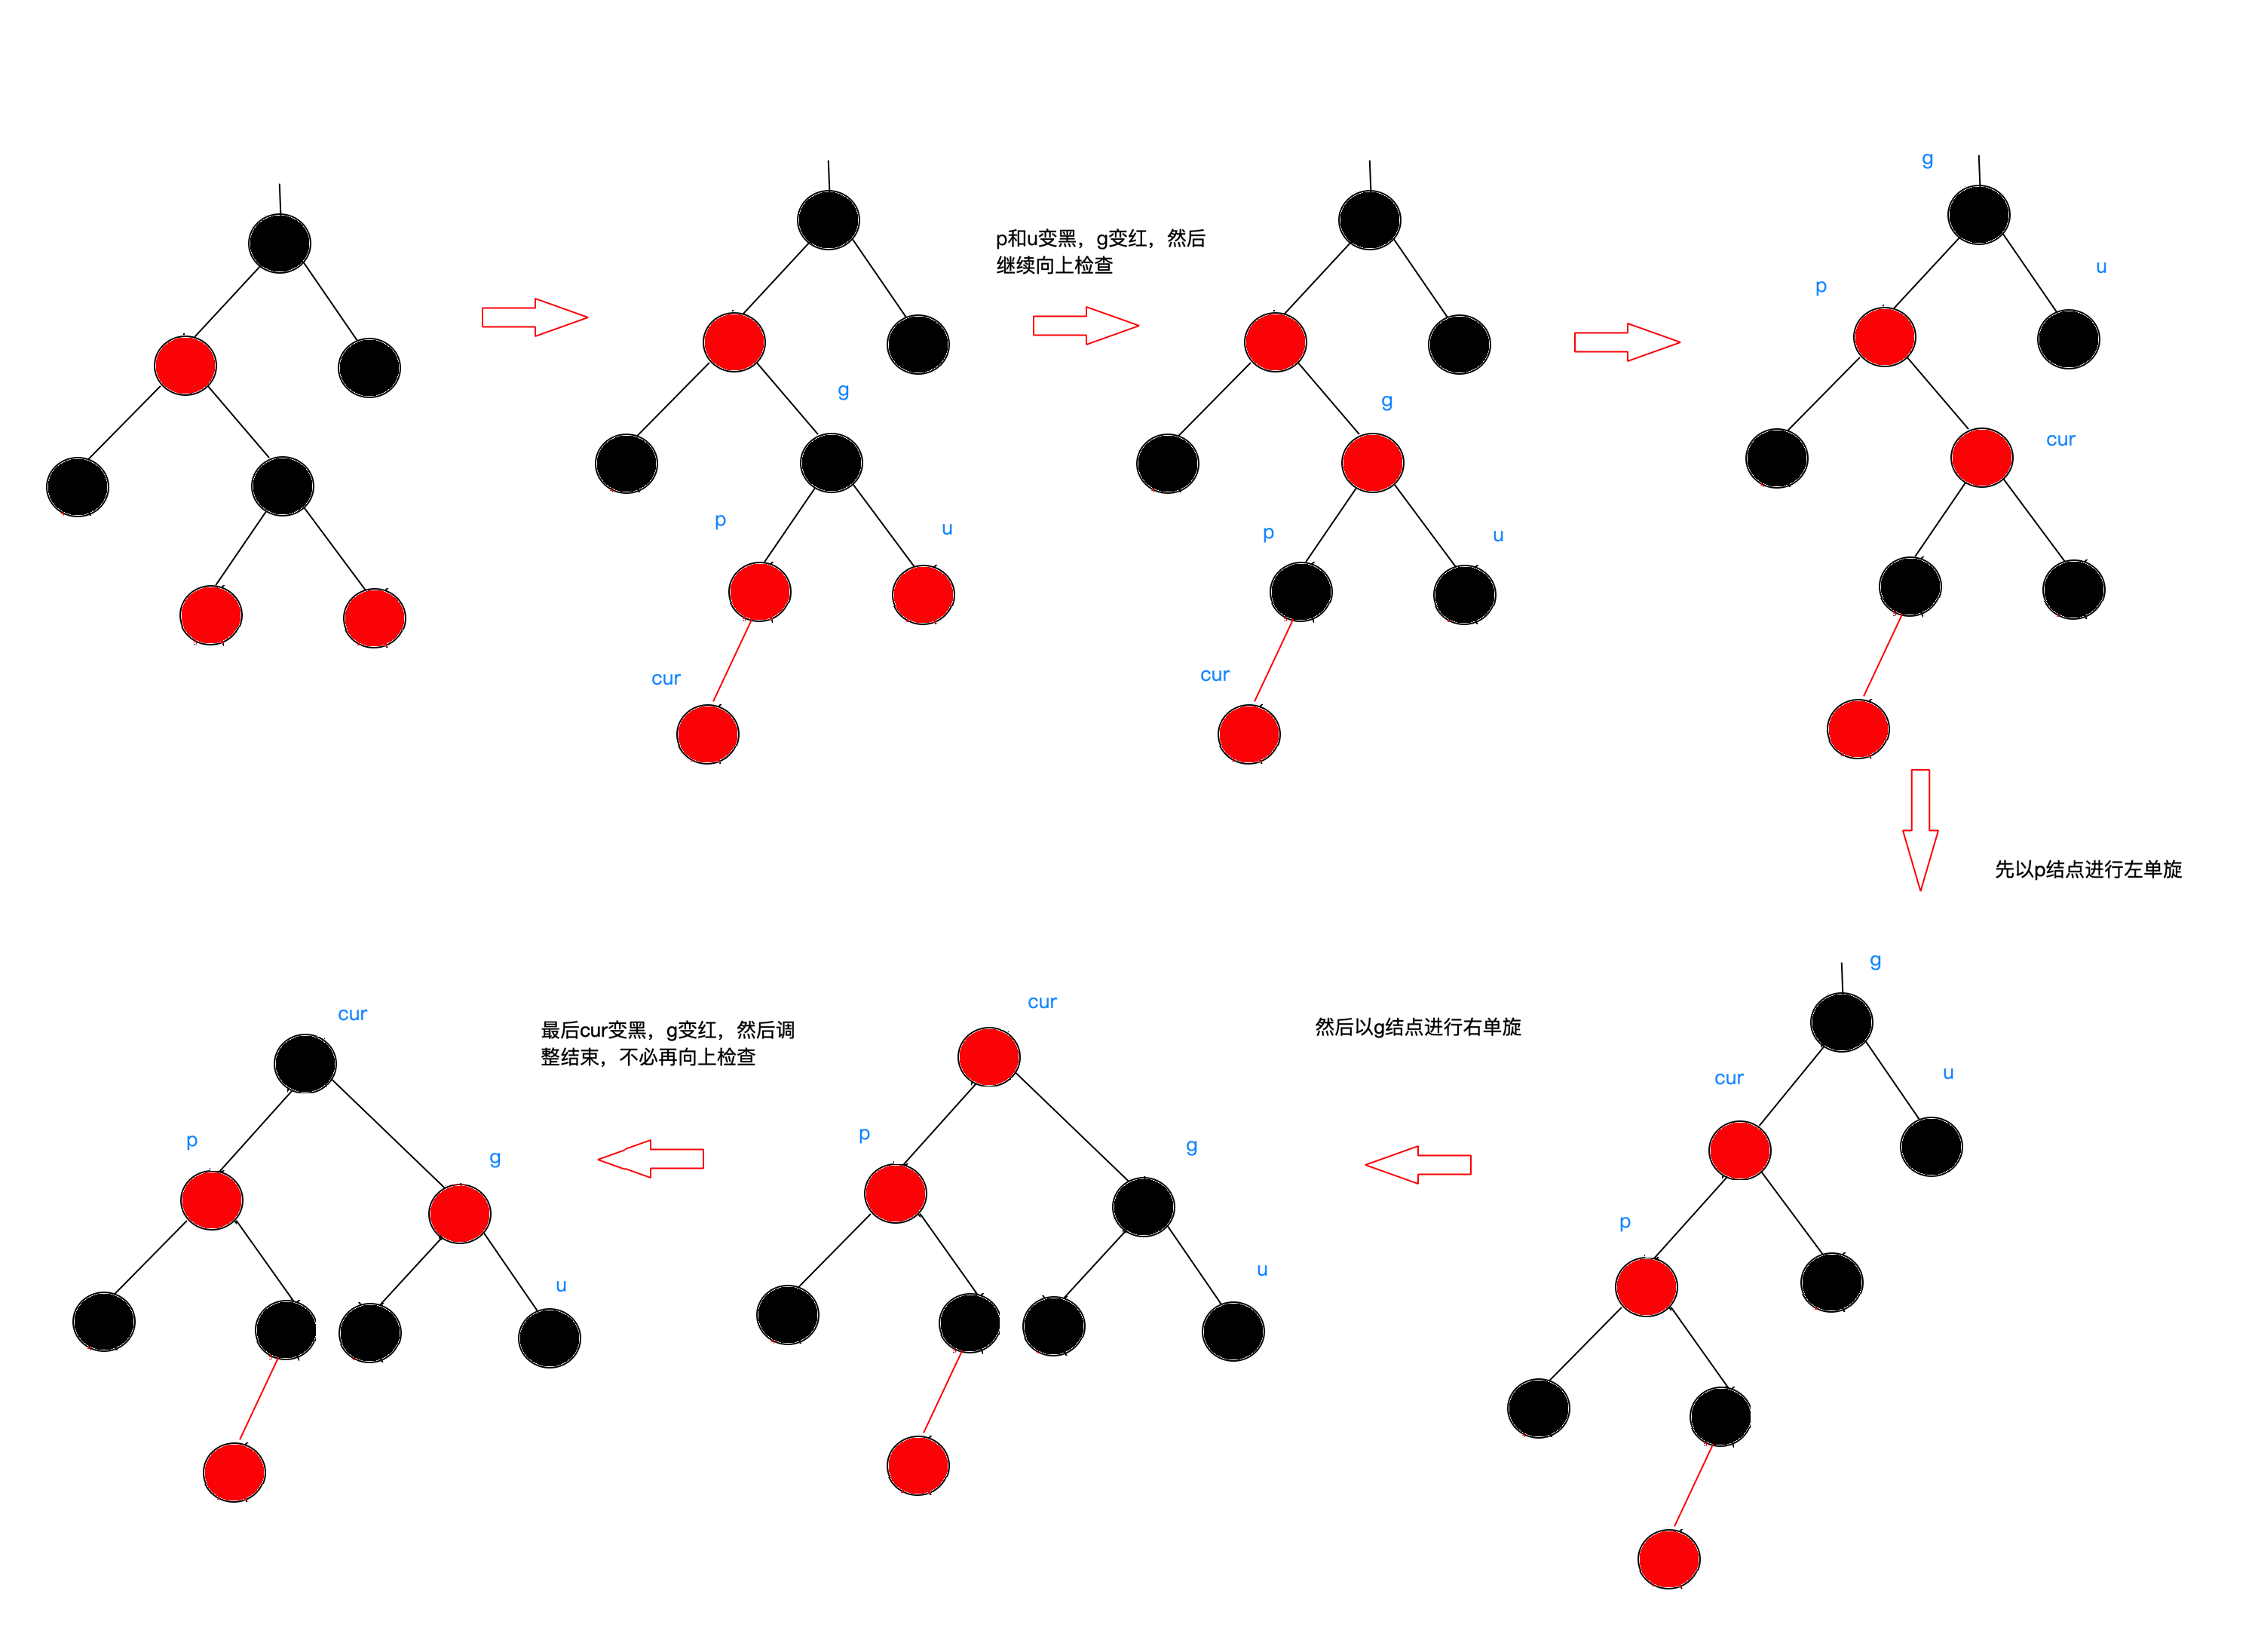 g
p和u变黑，g变红，然后
继续向上检查
u
p
g
g
cur
p
u
p
u
cur
cur
先以p结点进行左单旋
g
cur
cur
最后cur变黑，g变红，然后调
整结束，不必再向上检查
然后以g结点进行右单旋
cur
u
p
p
g
g
p
u
u